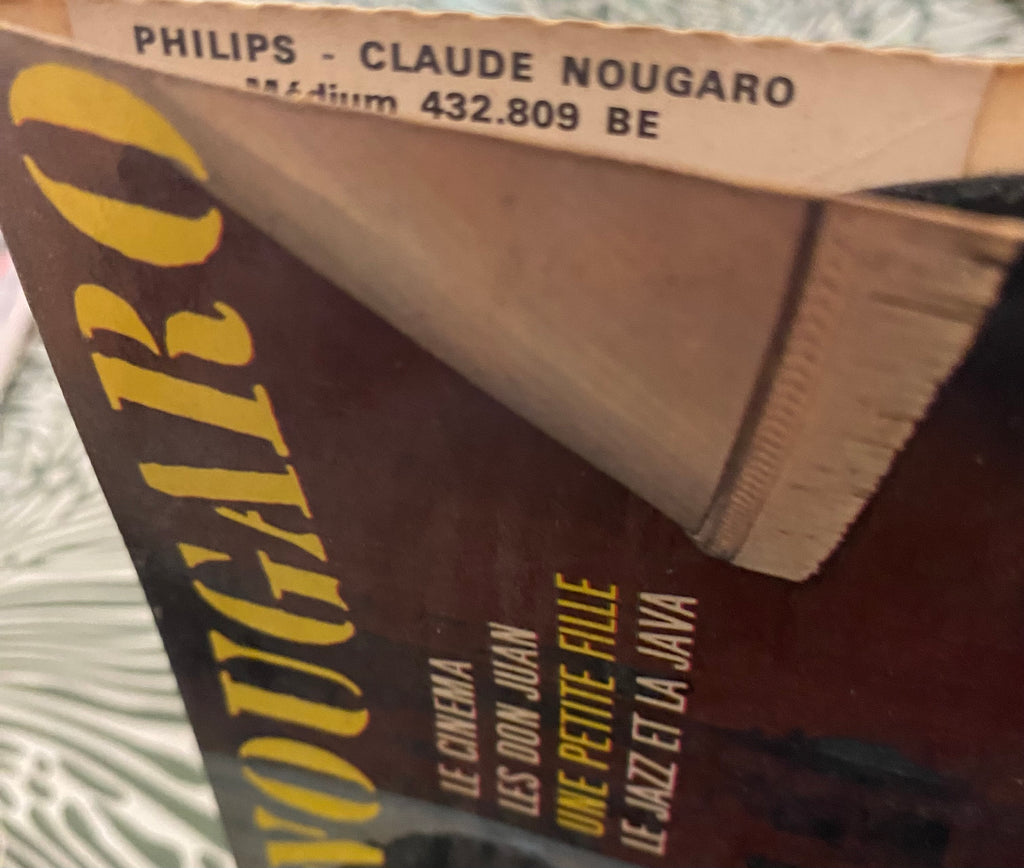 PHILIPS - CLAUDE NOUGARO
Médium 432.809 BE
NOUGARO
LE CINEMA
LES DON JUAN
UNE PETITE FILLE
LE JAZZ ET LA JAVA